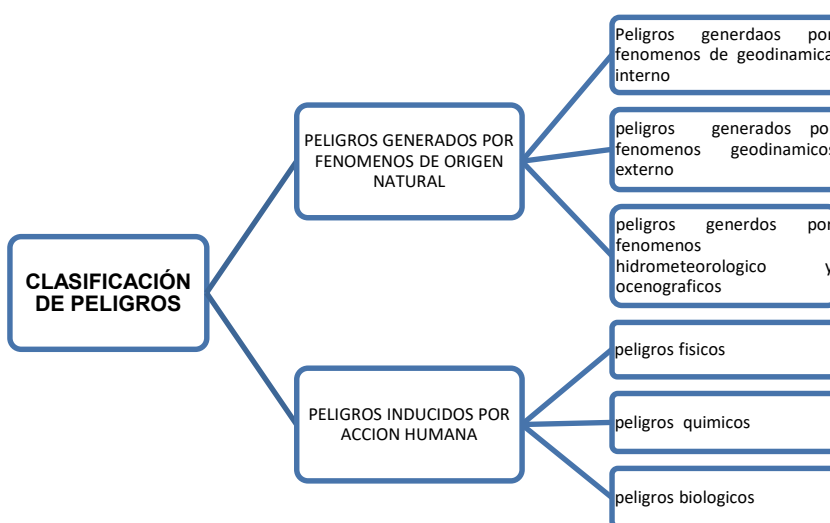 Peligros generdaos por
fenomenos de geodinamica
interno
PELIGROS GENERADOS POR
FENOMENOS DE ORIGEN
NATURAL
peligros generados por
fenomenos geodinamicos
externo
peligros generdos por
fenomenos
hidrometeorologico y
ocenograficos
CLASIFICACIÓN
DE PELIGROS
peligros fisicos
PELIGROS INDUCIDOS POR
ACCION HUMANA
peligros quimicos
peligros biologicos